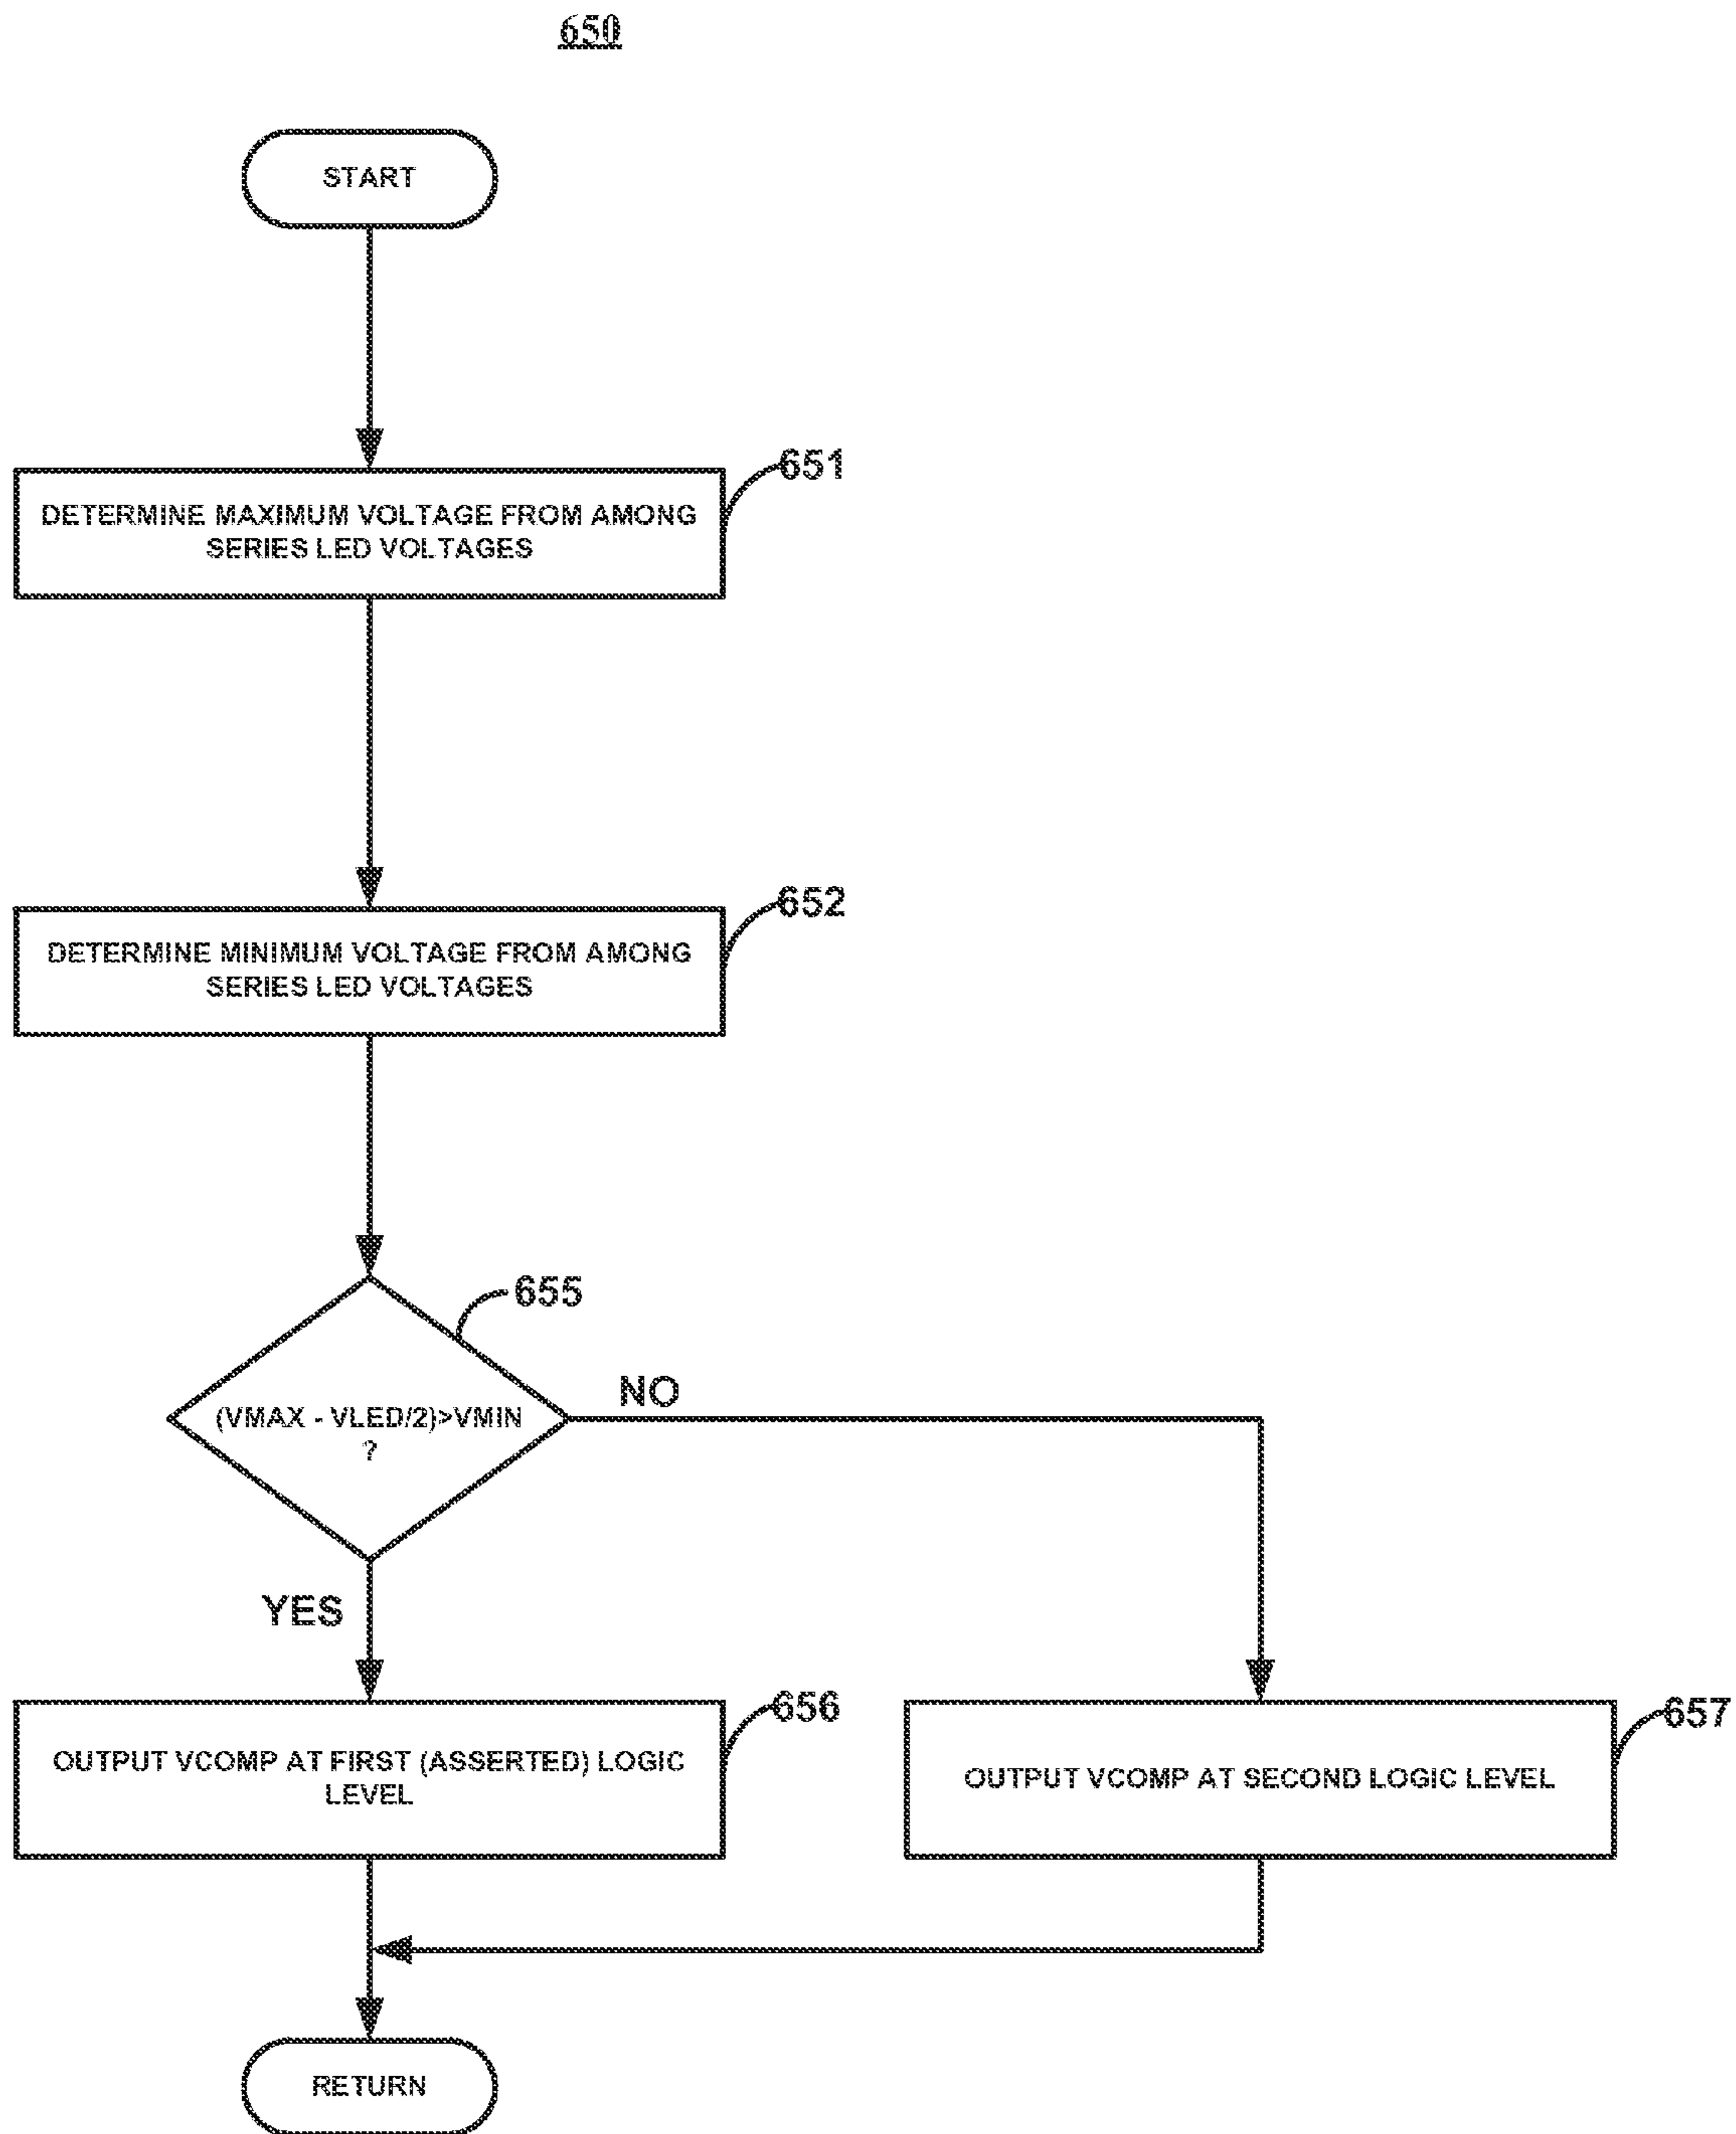 650
START
651
DETERMINE MAXIMUM VOLTAGE FROM AMONG
SERIES LED VOLTAGES
652
DETERMINE MINIMUM VOLTAGE FROM AMONG
SERIES LED VOLTAGES
655
(VMAX - VLED/2)>VMIN
?
NO
YES
656
OUTPUT VCOMP AT FIRST (ASSERTED) LOGIC
LEVEL
657
OUTPUT VCOMP AT SECOND LOGIC LEVEL
RETURN